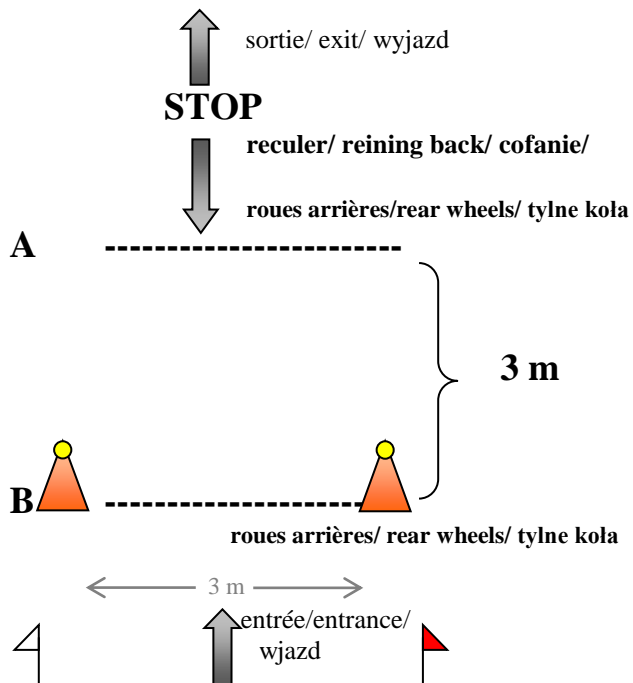 sortie/ exit/ wyjazd
STOP
reculer/ reining back/ cofanie/
roues arrières/rear wheels/ tylne koła
A
3 m
B
roues arrières/ rear wheels/ tylne koła
3 m
entrée/entrance/
wjazd